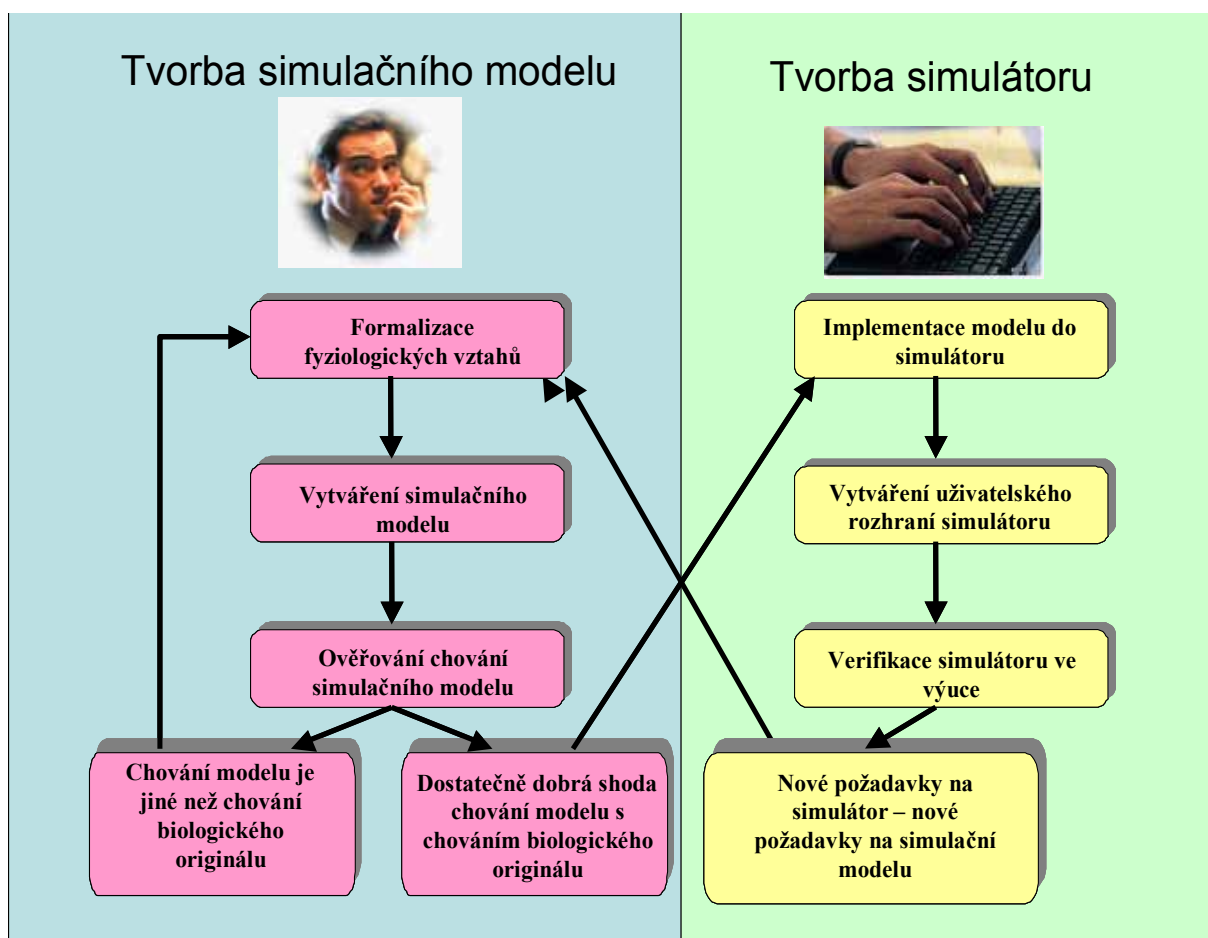 Tvorba simulačního modelu
Formalizace
fyziologických vztahů
Vytváření simulačního
modelu
Ověřování chování
simulačního modelu
Chování modelu je
jiné než chování
biologického
originálu
Dostatečně dobrá shoda
chování modelu s
chováním biologického
originálu
Tvorba simulátoru
Implementace modelu do
simulátoru
Vytváření uživatelského
rozhraní simulátoru
Verifikace simulátoru ve
výuce
Nové požadavky na
simulátor – nové
požadavky na simulační
modelu